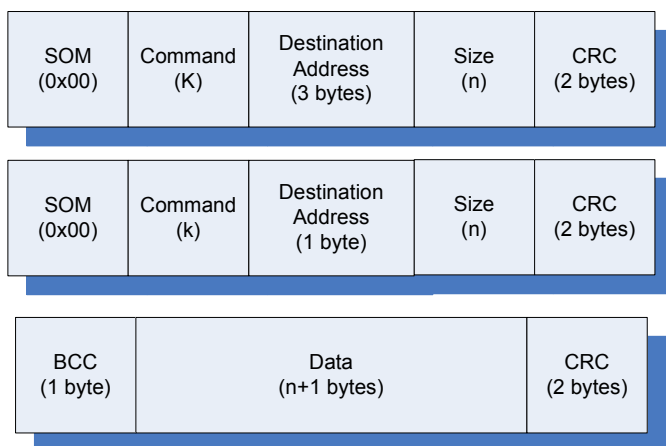 SOM
(0x00)
Command
(K)
Destination
Address
(3 bytes)
Size
(n)
CRC
(2 bytes)
SOM
(0x00)
Command
(k)
Destination
Address
(1 byte)
Size
(n)
CRC
(2 bytes)
BCC
(1 byte)
Data
(n+1 bytes)
CRC
(2 bytes)